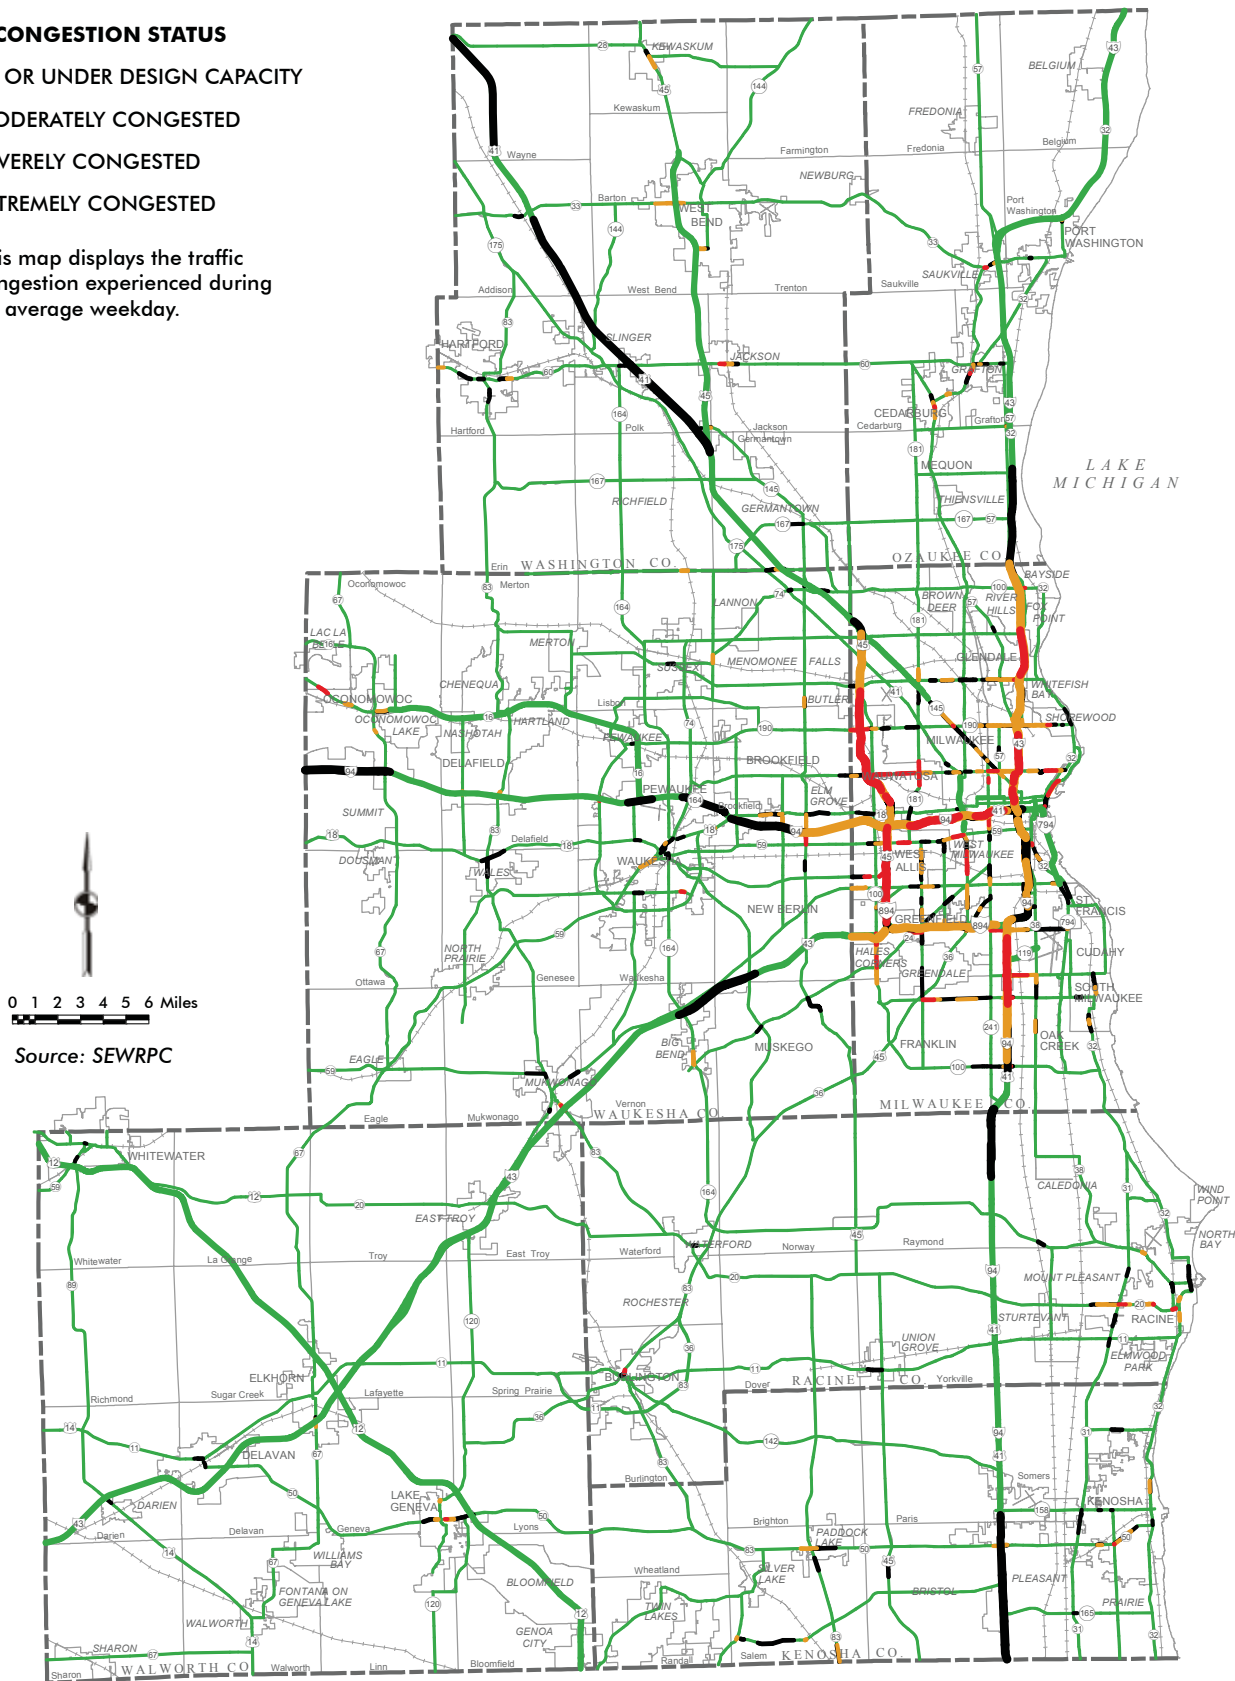 CONGESTION STATUS
OR UNDER DESIGN CAPACITY
ODERATELY CONGESTED
VERELY CONGESTED
TREMELY CONGESTED
is map displays the traffic
ngestion experienced during
average weekday.
0 1 2 3 4 5 6 Miles
Source: SEWRPC
LAKE
MICHIGAN
KEWASKUM
Kewaskum
BELGIUM
Belgium
FREDONIA
Fredonia
Wayne
Farmington
NEWBURG
Barton
WEST
BEND
Port
Washington
PORT
WASHINGTON
SAUKVILLE
Saukville
Addison
West Bend
Trenton
HARTFORD
SLINGER
JACKSON
GRAFTON
CEDARBURG
Cedarburg
Grafton
Hartford
Polk
Jackson
Germantown
MEQUON
RICHFIELD
GERMANTOWN
THIENSVILLE
Erin
WASHINGTON CO.
OZAUKEE CO.
Oconomowoc
Merton
LANNON
BROWN
DEER
RIVER
HILLS
BAYSIDE
FOX
POINT
LAC LA
BELLE
MERTON
SUSSEX
MENOMONEE FALLS
GLENDALE
WHITEFISH
BAY
CHENEQUA
OCONOMOWOC
OCONOMOWOC
LAKE
NASHOTAH
HARTLAND
Lisbon
BUTLER
SHOREWOOD
PEWAUKEE
MILWAUKEE
DELAFIELD
BROOKFIELD
WAUWATOSA
SUMMIT
PEWAUKEE
Brookfield
ELM
GROVE
Delafield
DOUSMAN
WALES
WAUKESHA
WEST
ALLIS
WEST
MILWAUKEE
NEW BERLIN
GREENFIELD
ST.
FRANCIS
NORTH
PRAIRIE
Genesee
Waukesha
HALES
CORNERS
GREENDALE
CUDAHY
Ottawa
SOUTH
MILWAUKEE
EAGLE
BIG
BEND
MUSKEGO
FRANKLIN
OAK
CREEK
MUKWONAGO
Eagle
Mukwonago
Vernon
WAUKESHA CO.
MILWAUKEE CO.
WHITEWATER
CALEDONIA
WIND
POINT
NORTH
BAY
EAST TROY
Whitewater
La Grange
Troy
East Troy
Waterford
WATERFORD
Norway
Raymond
MOUNT PLEASANT
ROCHESTER
STURTEVANT
RACINE
UNION
GROVE
ELMWOOD
PARK
ELKHORN
BURLINGTON
Dover
RACINE CO.
Yorkville
Richmond
Sugar Creek
Lafayette
Spring Prairie
DELAVAN
Burlington
Somers
KENOSHA
LAKE
GENEVA
DARIEN
Darien
Delavan
Geneva
Lyons
Brighton
Paris
PADDOCK
LAKE
WILLIAMS
BAY
Wheatland
SILVER
LAKE
PLEASANT
PRAIRIE
BRISTOL
FONTANA ON
GENEVA LAKE
BLOOMFIELD
TWIN
LAKES
WALWORTH
GENOA
CITY
SHARON
Sharon
WALWORTH CO.
Walworth
Linn
Bloomfield
Randall
Salem
KENOSHA CO.